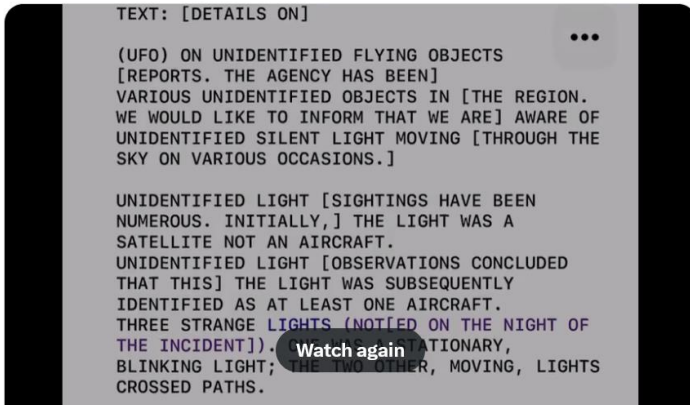 TEXT: [DETAILS ON]
(UFO) ON UNIDENTIFIED FLYING OBJECTS
[REPORTS. THE AGENCY HAS BEEN]
VARIOUS UNIDENTIFIED OBJECTS IN [THE REGION.
WE WOULD LIKE TO INFORM THAT WE ARE] AWARE OF
UNIDENTIFIED SILENT LIGHT MOVING [THROUGH THE
SKY ON VARIOUS OCCASIONS.]
UNIDENTIFIED LIGHT [SIGHTINGS HAVE BEEN
NUMEROUS. INITIALLY,] THE LIGHT WAS A
SATELLITE NOT AN AIRCRAFT.
UNIDENTIFIED LIGHT [OBSERVATIONS CONCLUDED
THAT THIS] THE LIGHT WAS SUBSEQUENTLY
IDENTIFIED AS AT LEAST ONE AIRCRAFT.
THREE STRANGE LIGHTS (NOT[ED ON THE NIGHT OF
THE INCIDENT]). ONE HAS A STATIONARY,
Watch again
BLINKING LIGHT; THE TWO OTHER, MOVING, LIGHTS
CROSSED PATHS.